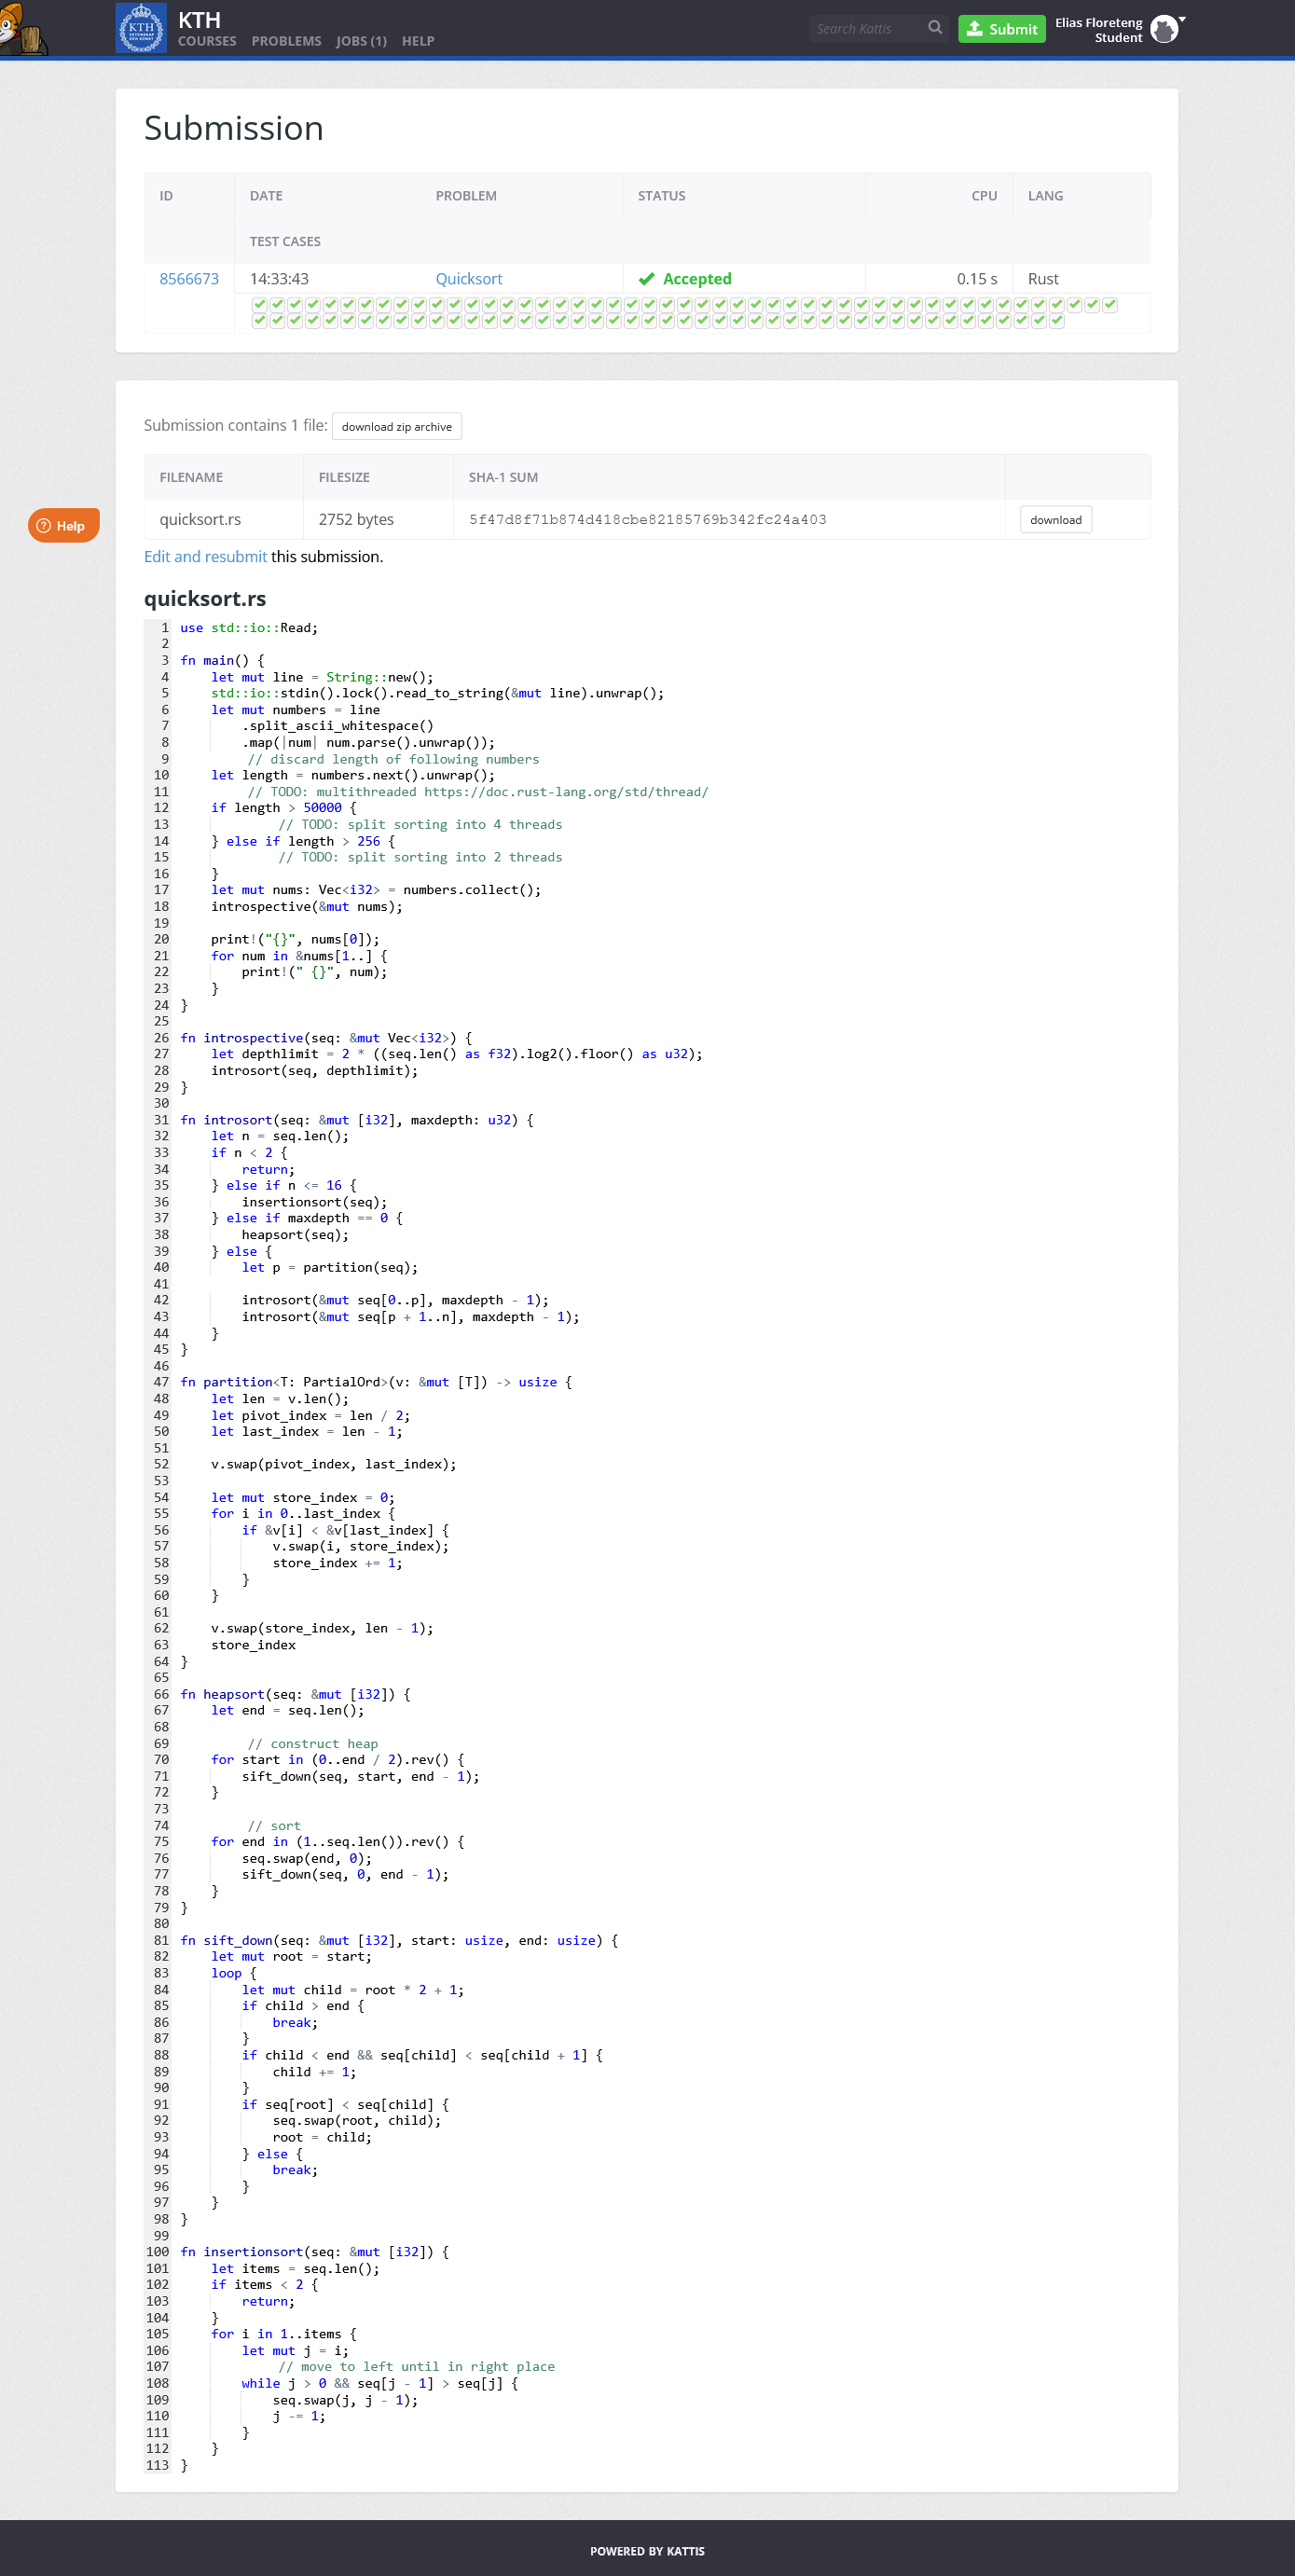 KTH
COURSES PROBLEMS JOBS (1) HELP
Search Kattis
Submit
Elias Floreteng
Student
Submission
ID DATE PROBLEM STATUS CPU LANG
TEST CASES
8566673 14:33:43 Quicksort Accepted 0.15 s Rust
Submission contains 1 file: download zip archive
FILENAME FILESIZE SHA-1 SUM
quicksort.rs 2752 bytes 5f47d8f71b874d418cbe82185769b342fc24a403 download
Help
Edit and resubmit this submission.
quicksort.rs
1 use std::io::Read;
2
3 fn main() {
4     let mut line = String::new();
5     std::io::stdin().lock().read_to_string(&mut line).unwrap();
6     let mut numbers = line
7         .split_ascii_whitespace()
8         .map(|num| num.parse().unwrap());
9         // discard length of following numbers
10     let length = numbers.next().unwrap();
11         // TODO: multithreaded https://doc.rust-lang.org/std/thread/
12     if length > 50000 {
13             // TODO: split sorting into 4 threads
14     } else if length > 256 {
15             // TODO: split sorting into 2 threads
16     }
17     let mut nums: Vec<i32> = numbers.collect();
18     introspective(&mut nums);
19
20     print!("{}", nums[0]);
21     for num in &nums[1..] {
22         print!(" {}", num);
23     }
24 }
25
26 fn introspective(seq: &mut Vec<i32>) {
27     let depthlimit = 2 * ((seq.len() as f32).log2().floor() as u32);
28     introsort(seq, depthlimit);
29 }
30
31 fn introsort(seq: &mut [i32], maxdepth: u32) {
32     let n = seq.len();
33     if n < 2 {
34         return;
35     } else if n <= 16 {
36         insertionsort(seq);
37     } else if maxdepth == 0 {
38         heapsort(seq);
39     } else {
40         let p = partition(seq);
41
42         introsort(&mut seq[0..p], maxdepth - 1);
43         introsort(&mut seq[p + 1..n], maxdepth - 1);
44     }
45 }
46
47 fn partition<T: PartialOrd>(v: &mut [T]) -> usize {
48     let len = v.len();
49     let pivot_index = len / 2;
50     let last_index = len - 1;
51
52     v.swap(pivot_index, last_index);
53
54     let mut store_index = 0;
55     for i in 0..last_index {
56         if &v[i] < &v[last_index] {
57             v.swap(i, store_index);
58             store_index += 1;
59         }
60     }
61
62     v.swap(store_index, len - 1);
63     store_index
64 }
65
66 fn heapsort(seq: &mut [i32]) {
67     let end = seq.len();
68
69         // construct heap
70     for start in (0..end / 2).rev() {
71         sift_down(seq, start, end - 1);
72     }
73
74         // sort
75     for end in (1..seq.len()).rev() {
76         seq.swap(end, 0);
77         sift_down(seq, 0, end - 1);
78     }
79 }
80
81 fn sift_down(seq: &mut [i32], start: usize, end: usize) {
82     let mut root = start;
83     loop {
84         let mut child = root * 2 + 1;
85         if child > end {
86             break;
87         }
88         if child < end && seq[child] < seq[child + 1] {
89             child += 1;
90         }
91         if seq[root] < seq[child] {
92             seq.swap(root, child);
93             root = child;
94         } else {
95             break;
96         }
97     }
98 }
99
100 fn insertionsort(seq: &mut [i32]) {
101     let items = seq.len();
102     if items < 2 {
103         return;
104     }
105     for i in 1..items {
106         let mut j = i;
107             // move to left until in right place
108         while j > 0 && seq[j - 1] > seq[j] {
109             seq.swap(j, j - 1);
110             j -= 1;
111         }
112     }
113 }
POWERED BY KATTIS